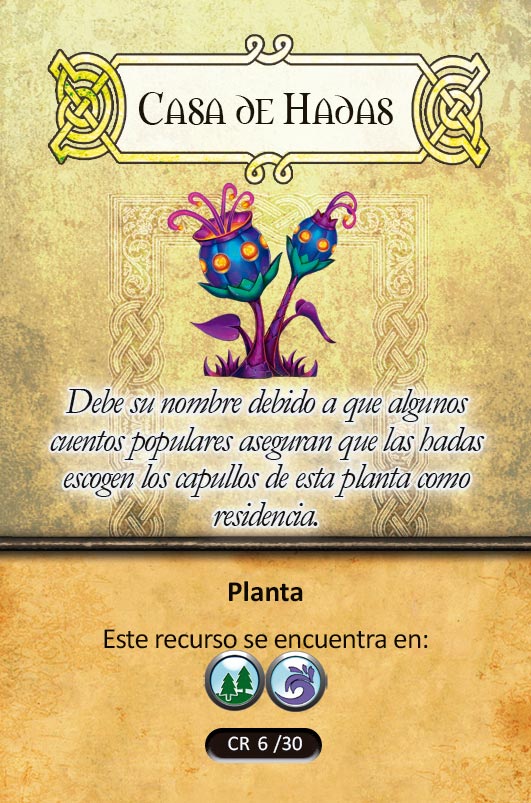 Casa de Hadas
Debe su nombre debido a que algunos
cuentos populares aseguran que las hadas
escogen los capullos de esta planta como
residencia.
Planta
Este recurso se encuentra en:
CR 6 /30